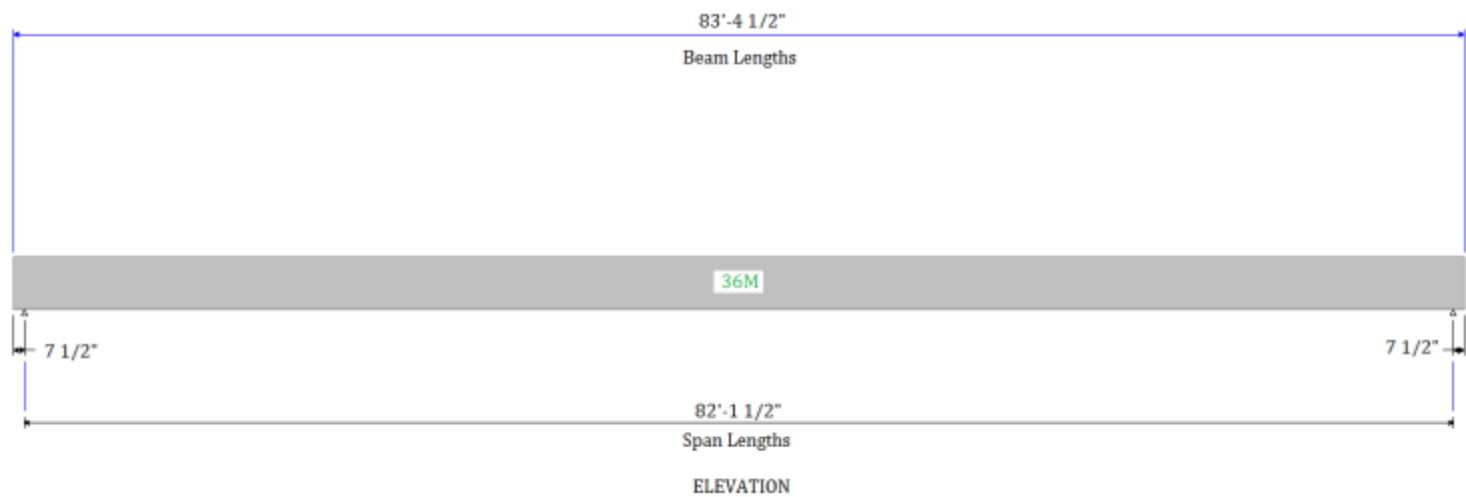 83'-4 1/2"
Beam Lengths
36M
7 1/2"
7 1/2"
82'-1 1/2"
Span Lengths
ELEVATION